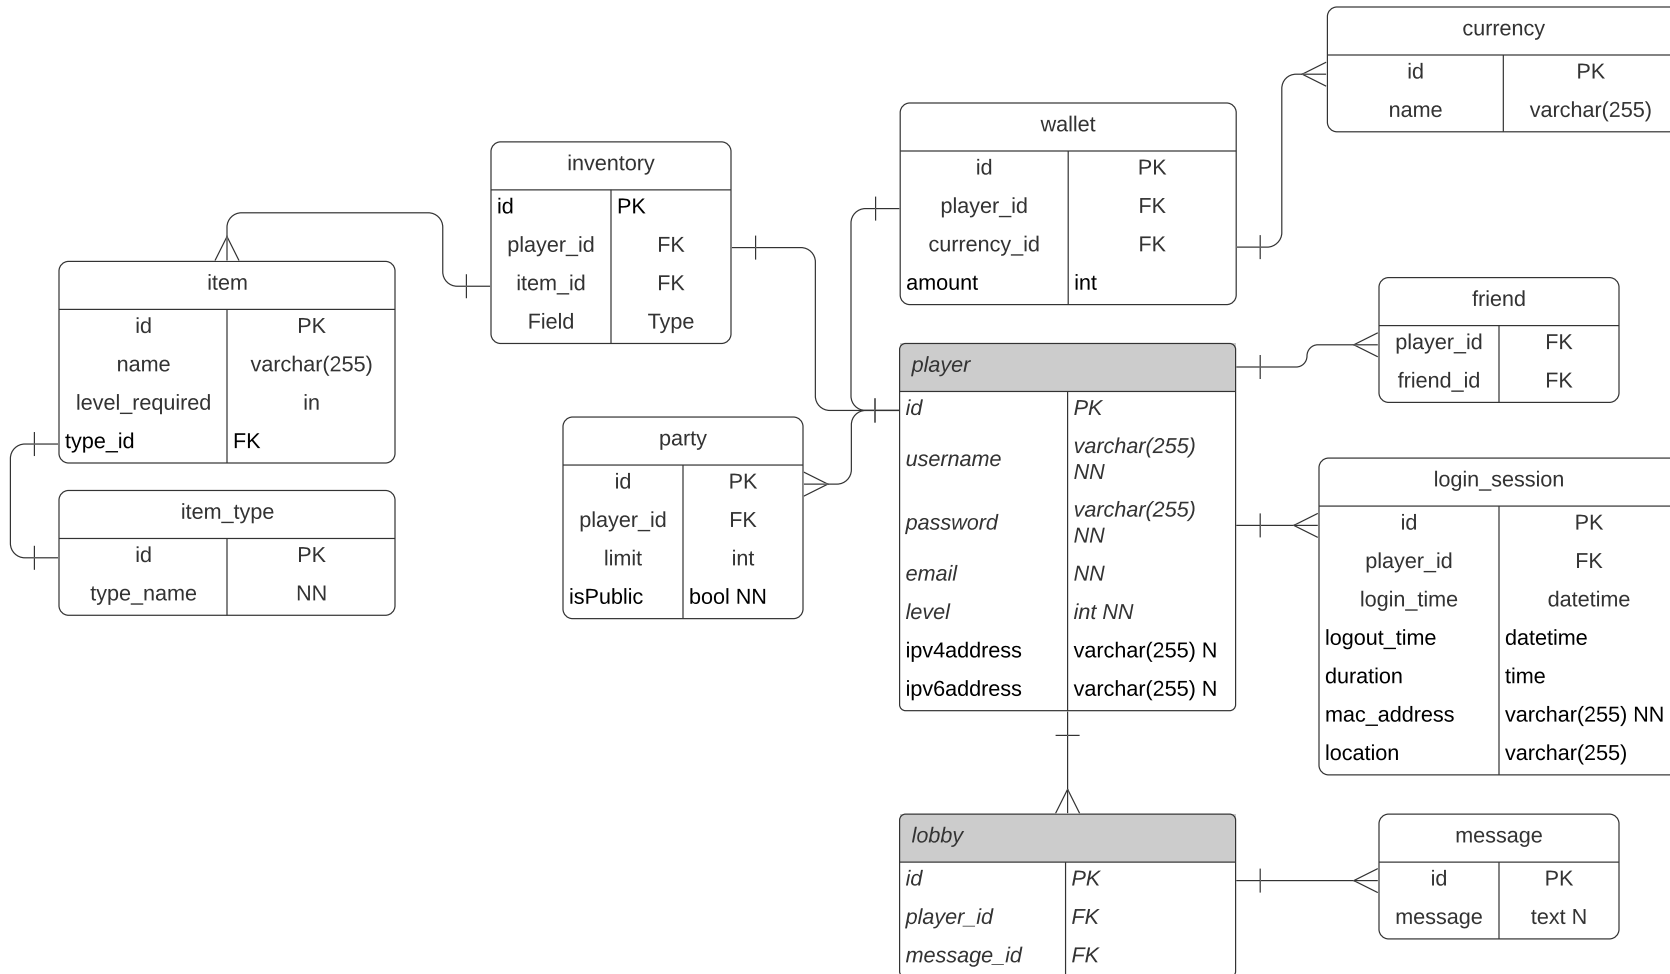 currency
id PK
name varchar(255)
wallet
id PK
player_id FK
currency_id FK
amount int
inventory
id PK
player_id FK
item_id FK
Field Type
item
id PK
name varchar(255)
level_required in
type_id FK
item_type
id PK
type_name NN
party
id PK
player_id FK
limit int
isPublic bool NN
player
id PK
username varchar(255)
NN
password varchar(255)
NN
email NN
level int NN
ipv4address varchar(255) N
ipv6address varchar(255) N
friend
player_id FK
friend_id FK
login_session
id PK
player_id FK
login_time datetime
logout_time datetime
duration time
mac_address varchar(255) NN
location varchar(255)
lobby
id PK
player_id FK
message_id FK
message
id PK
message text N